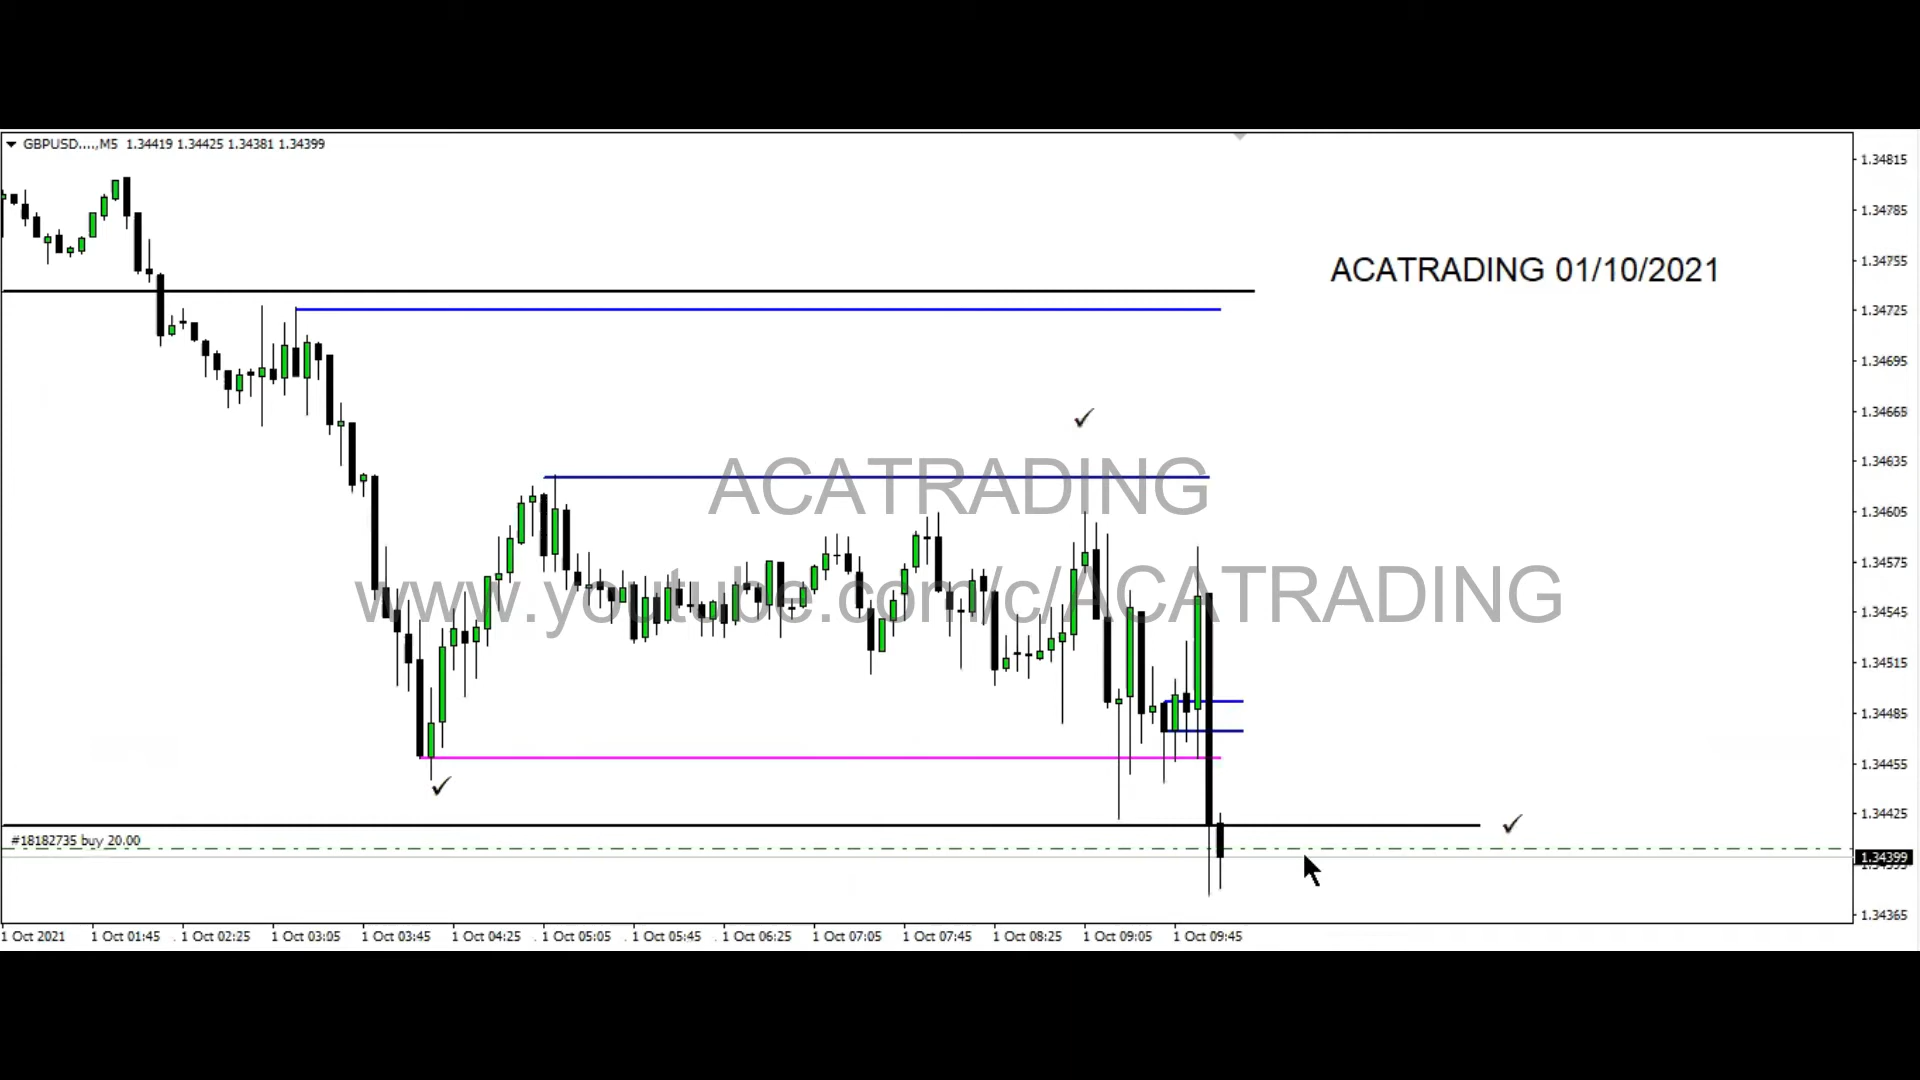 GBPUSD....,M5 1.34419 1.34425 1.34381 1.34399
1.34815
1.34785
ACATRADING 01/10/2021
1.34755
1.34725
1.34695
1.34665
ACATRADING
1.34635
1.34605
1.34575
www.youtube.com/c/ACATRADING
1.34545
1.34515
1.34485
1.34455
1.34425
#18182735 buy 20.00
1.34399
1.34365
1 Oct 2021 1 Oct 01:45 1 Oct 02:25 1 Oct 03:05 1 Oct 03:45 1 Oct 04:25 1 Oct 05:05 1 Oct 05:45 1 Oct 06:25 1 Oct 07:05 1 Oct 07:45 1 Oct 08:25 1 Oct 09:05 1 Oct 09:45